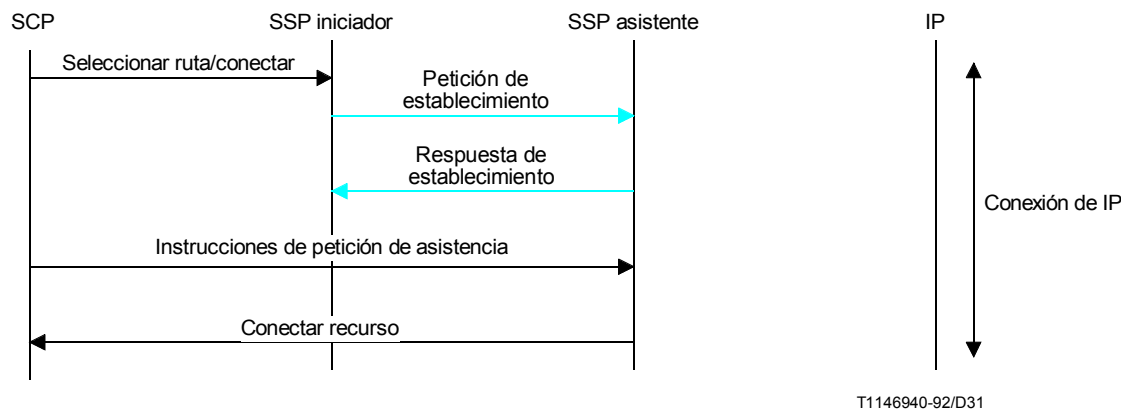 SCP
SSP iniciador
SSP asistente
IP
Seleccionar ruta/conectar
Petición de
establecimiento
Respuesta de
establecimiento
Conexión de IP
Instrucciones de petición de asistencia
Conectar recurso
T1146940-92/D31